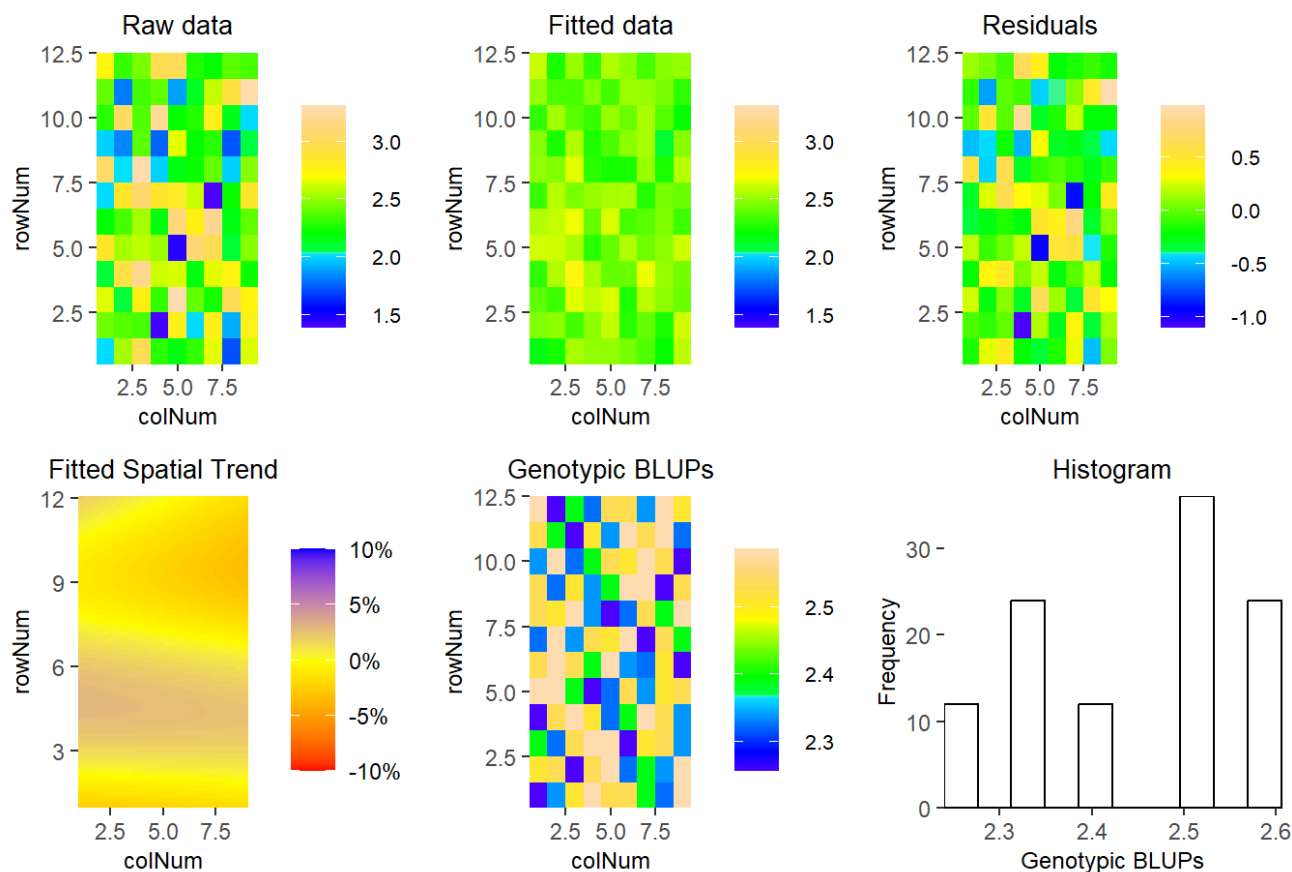 Raw data
12.5
10.0
7.5
5.0
2.5
rowNum
2.5 5.0 7.5
colNum
3.0
2.5
2.0
1.5
Fitted data
12.5
10.0
7.5
5.0
2.5
rowNum
2.5 5.0 7.5
colNum
3.0
2.5
2.0
1.5
Residuals
12.5
10.0
7.5
5.0
2.5
rowNum
2.5 5.0 7.5
colNum
0.5
0.0
-0.5
-1.0
Fitted Spatial Trend
12
9
6
3
rowNum
2.5 5.0 7.5
colNum
10%
5%
0%
-5%
-10%
Genotypic BLUPs
12.5
10.0
7.5
5.0
2.5
rowNum
2.5 5.0 7.5
colNum
2.5
2.4
2.3
Histogram
30
20
10
0
Frequency
2.3 2.4 2.5 2.6
Genotypic BLUPs